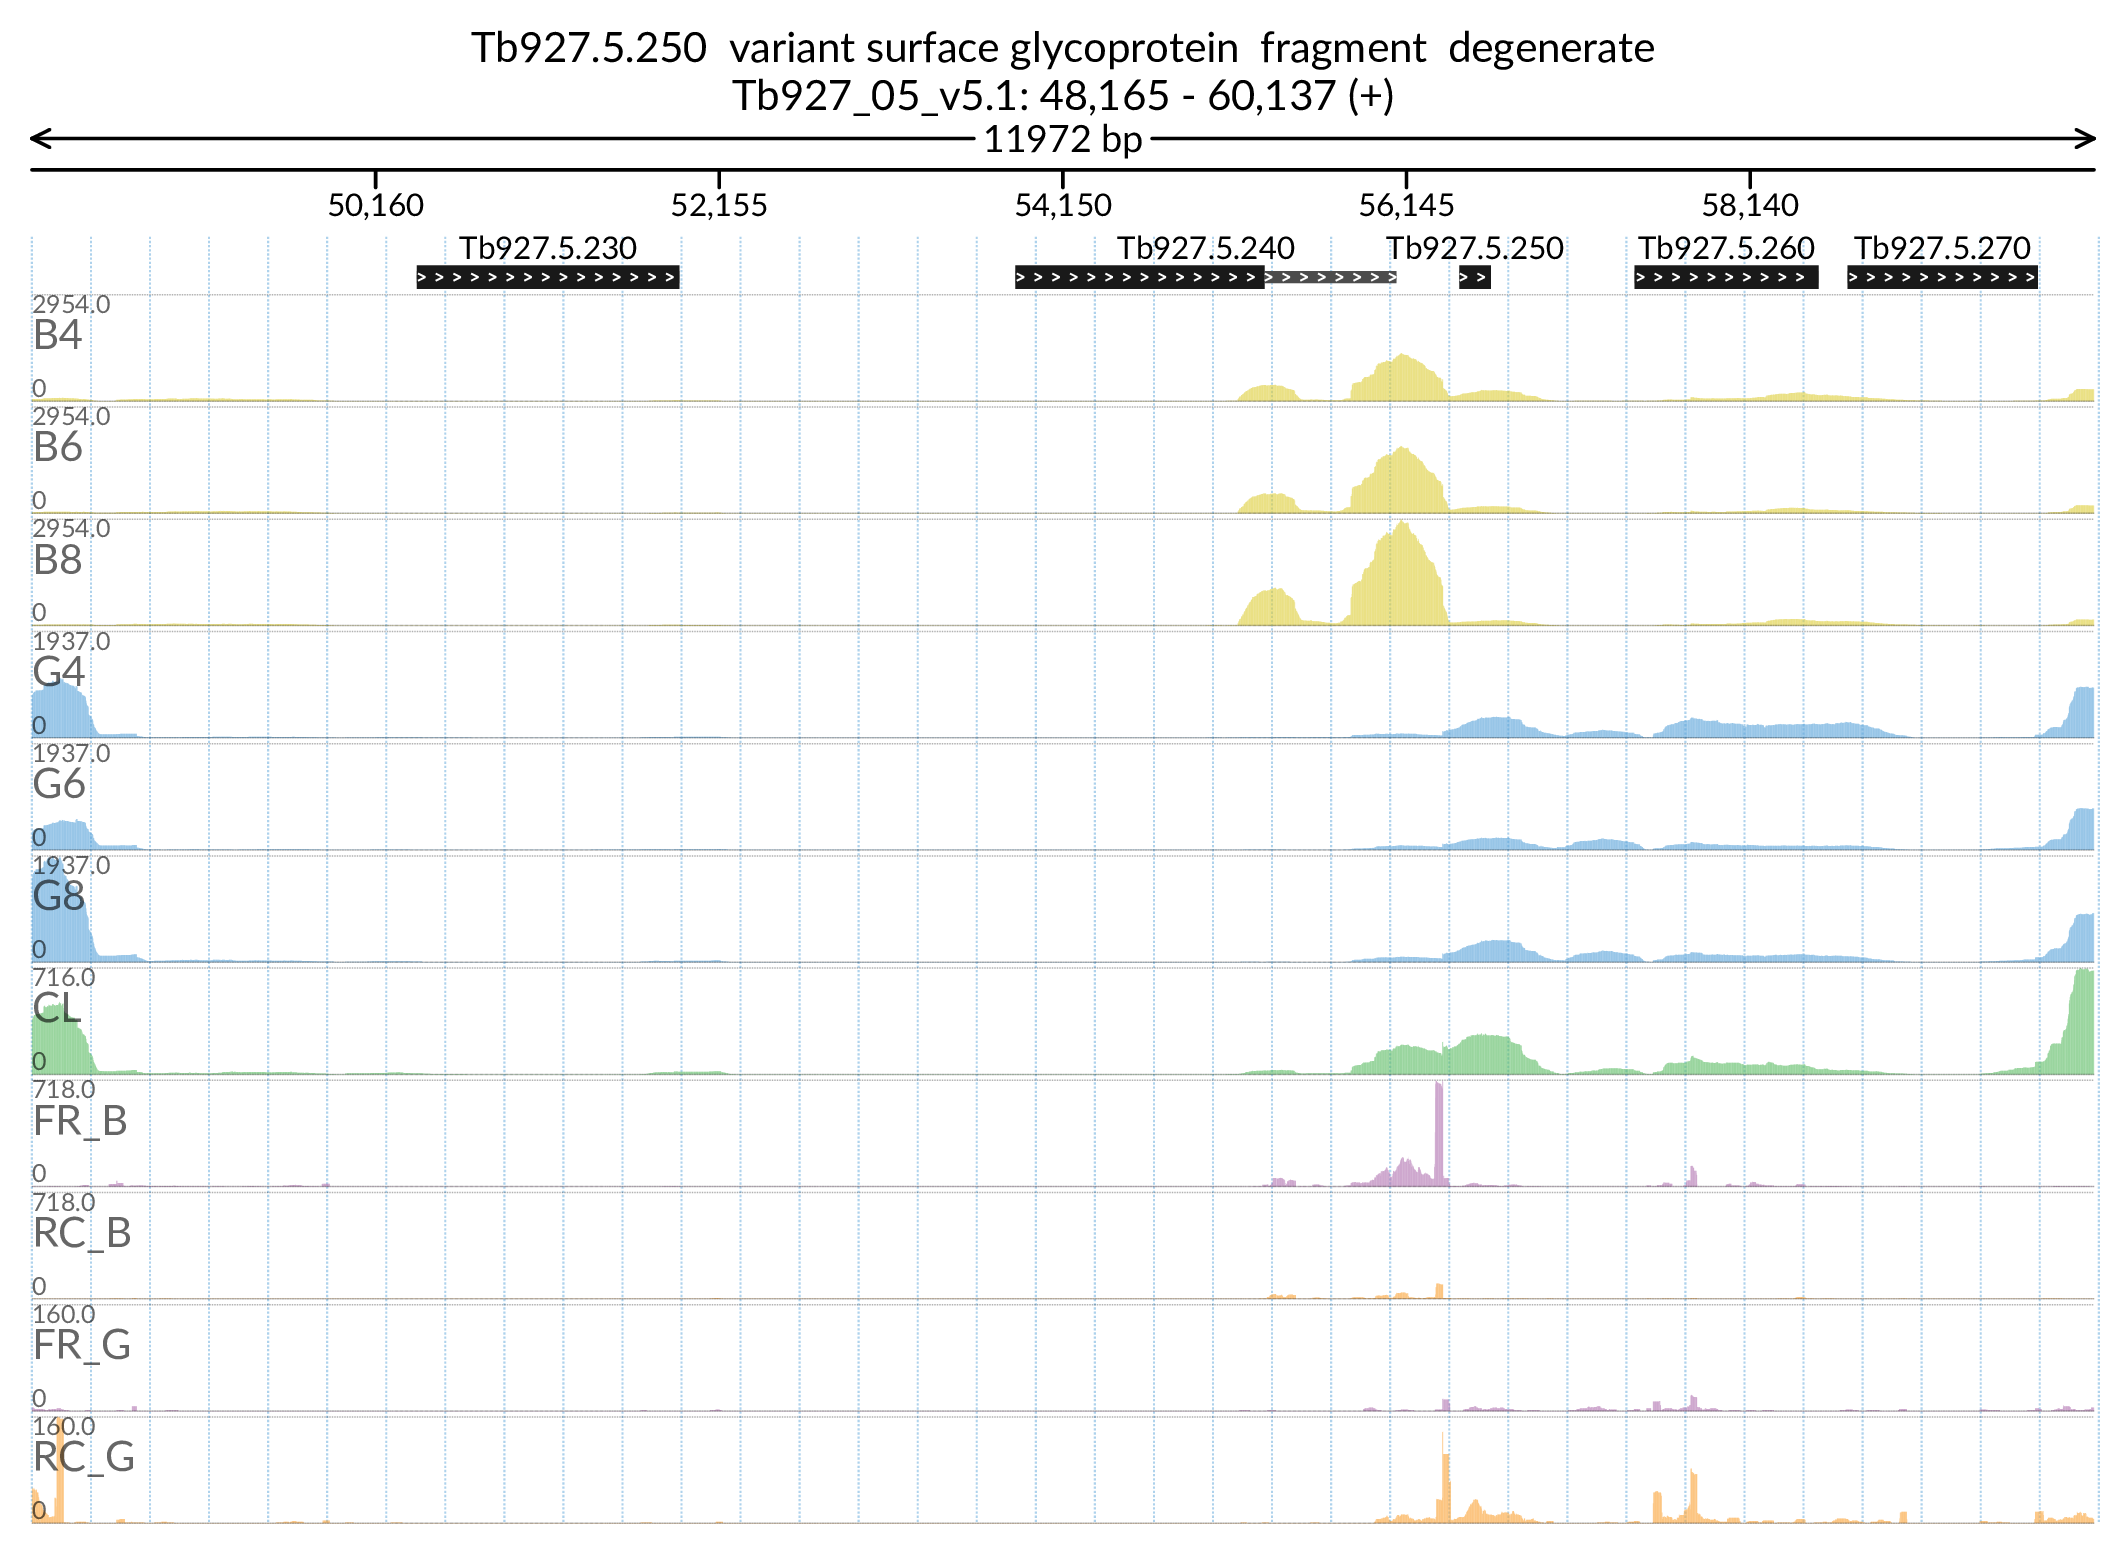 Tb927.5.250 variant surface glycoprotein fragment degenerate
Tb927_05_v5.1: 48,165 - 60,137 (+)
11972 bp
50,160 52,155 54,150 56,145 58,140
Tb927.5.230 Tb927.5.240 Tb927.5.250 Tb927.5.260 Tb927.5.270
2954.0
B4
0
2954.0
B6
0
2954.0
B8
0
1937.0
G4
0
1937.0
G6
0
1937.0
G8
0
716.0
CL
0
718.0
FR_B
0
718.0
RC_B
0
160.0
FR_G
0
160.0
RC_G
0